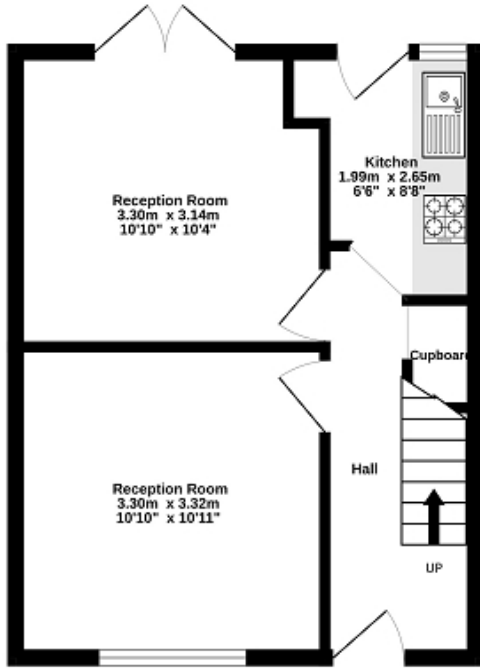 Kitchen
1.99m x 2.65m
6'6" x 8'8"
Reception Room
3.30m x 3.14m
10'10" x 10'4"
Cupboard
Reception Room
3.30m x 3.32m
10'10" x 10'11"
Hall
UP